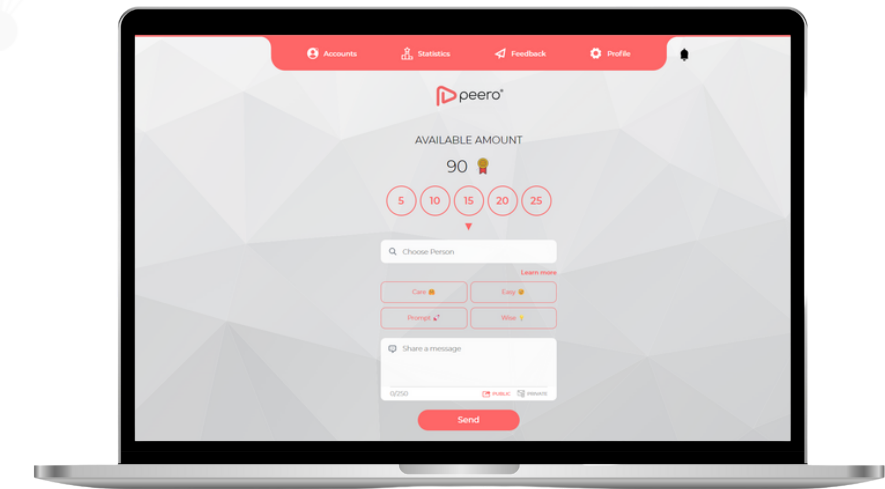 Accounts
Statistics
Feedback
Profile
peero
AVAILABLE AMOUNT
90
5 10 15 20 25
Choose Person
Learn more
Care
Easy
Prompt
Wise
Share a message
0/250
PUBLIC
PRIVATE
Send